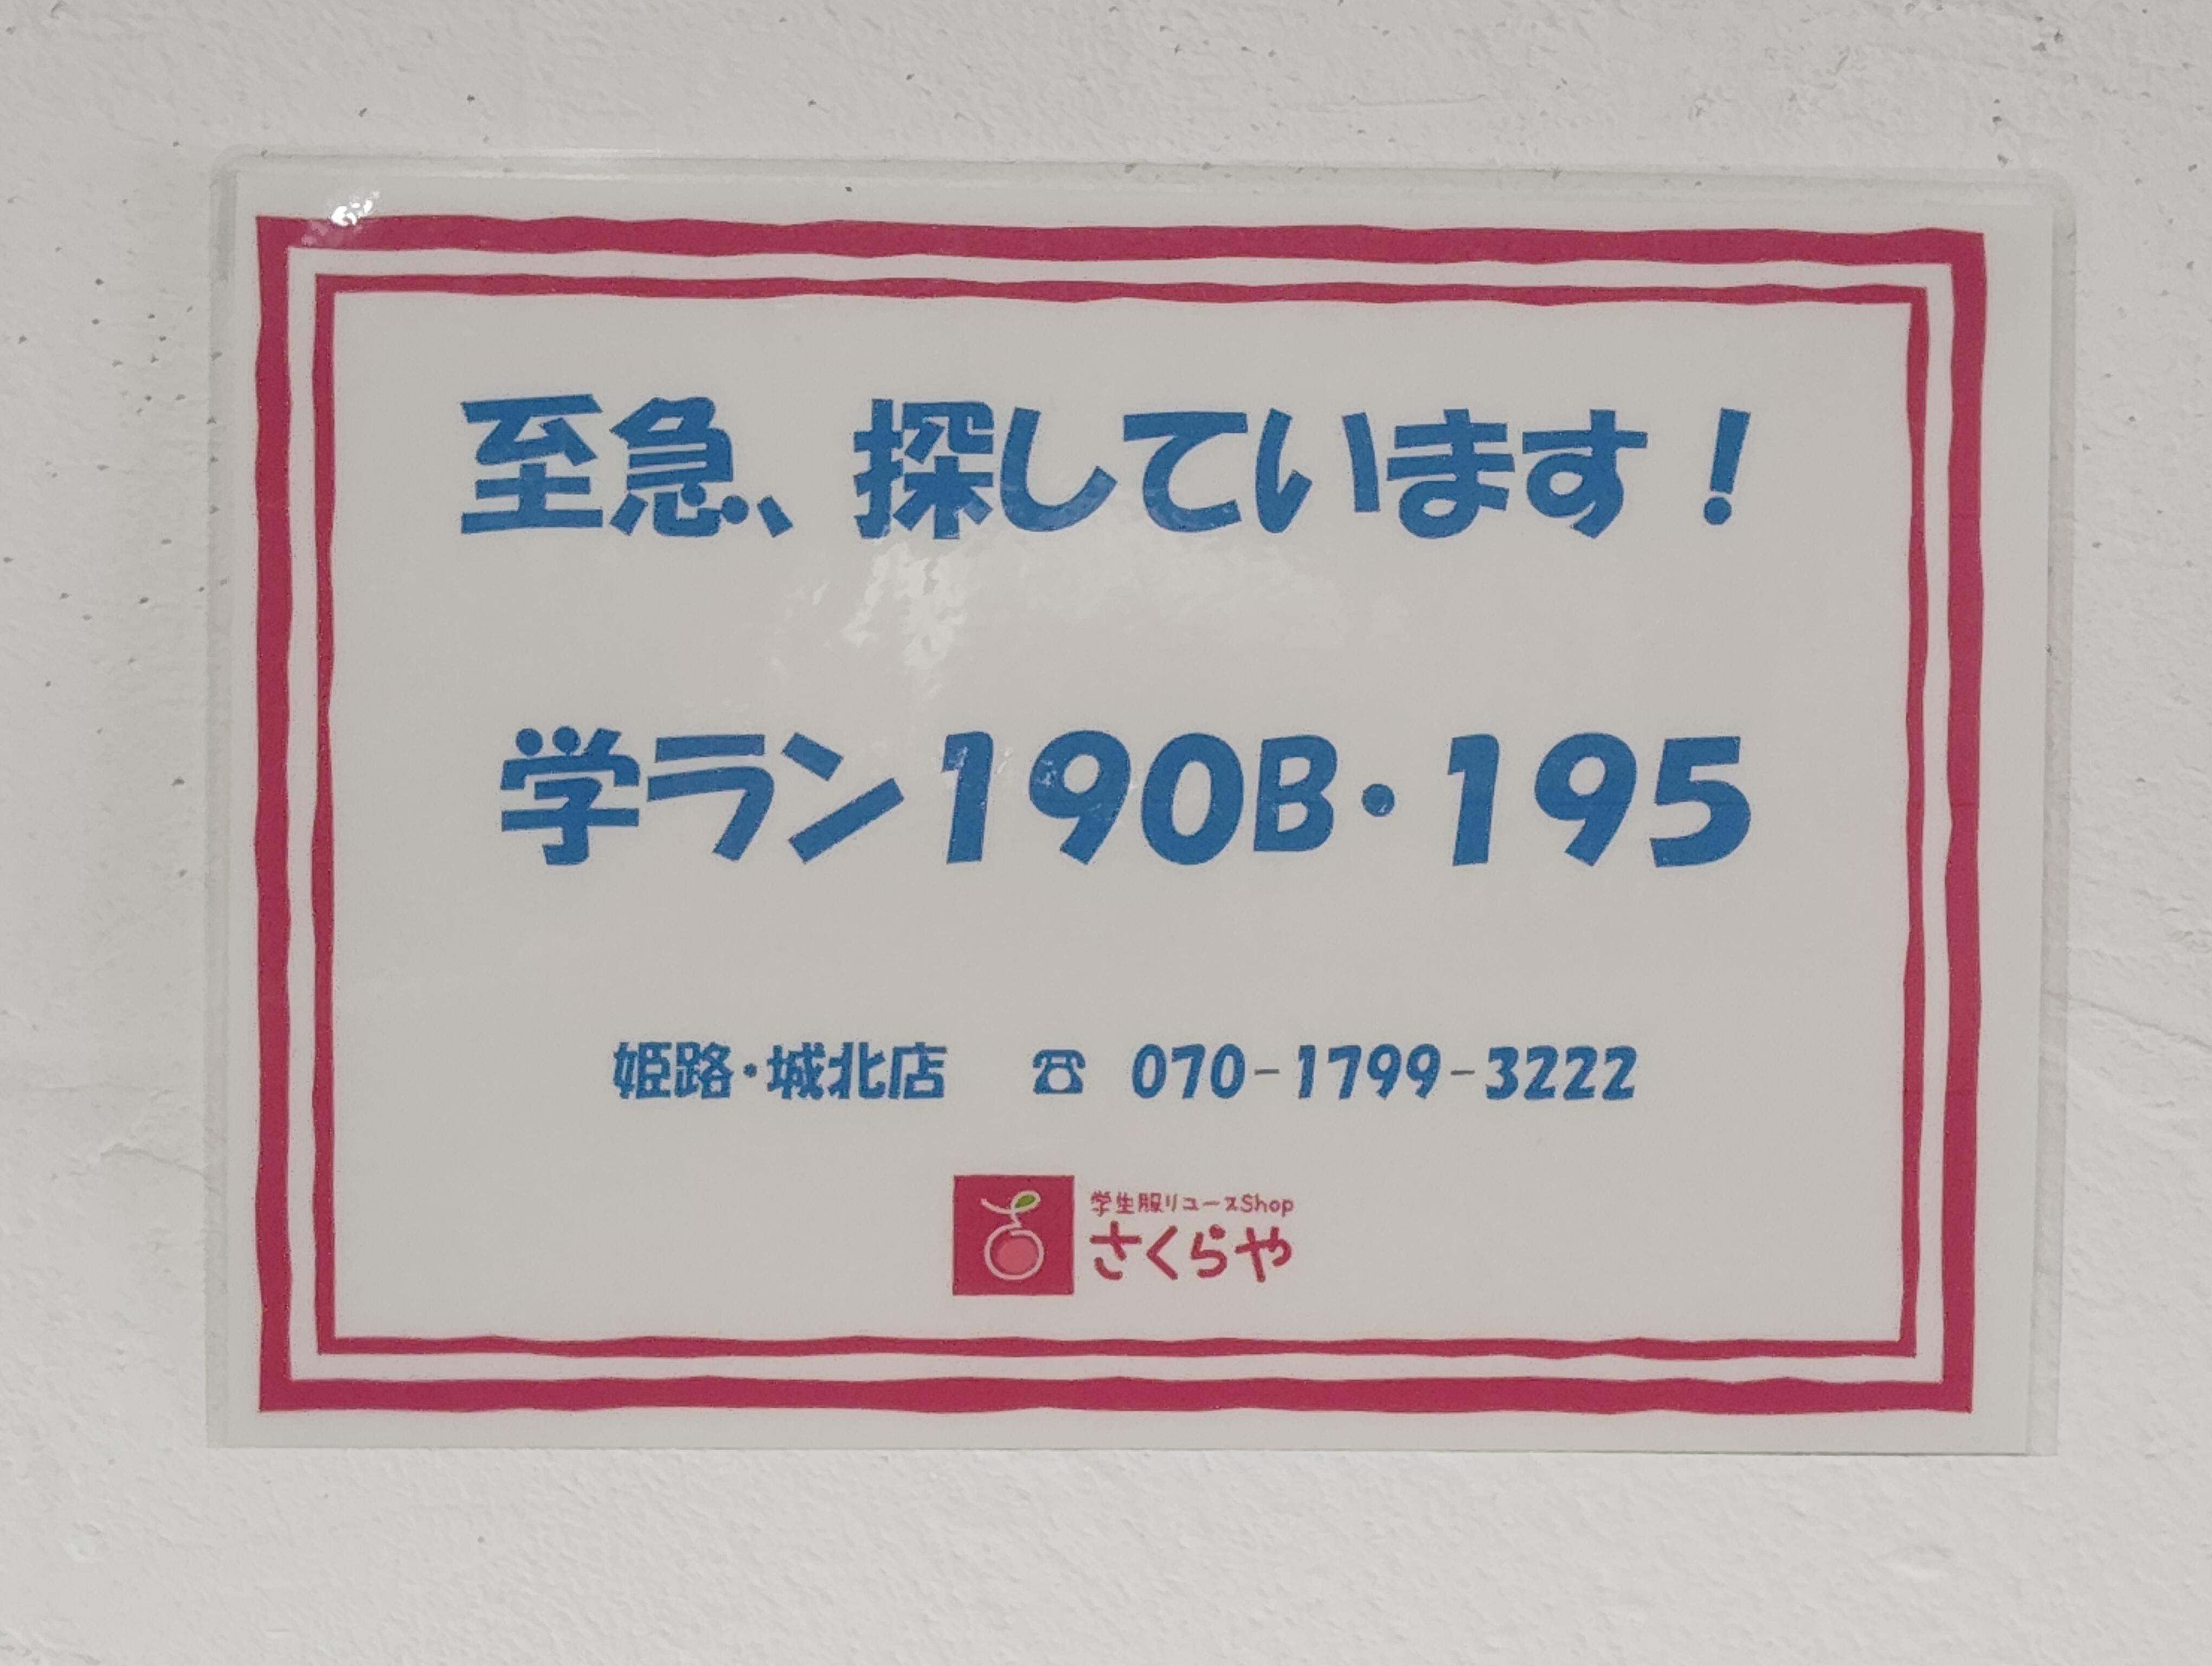 至急、探しています！
学ラン190B・195
姫路・城北店 ☎ 070-1799-3222
学生服リユースShop
さくらや